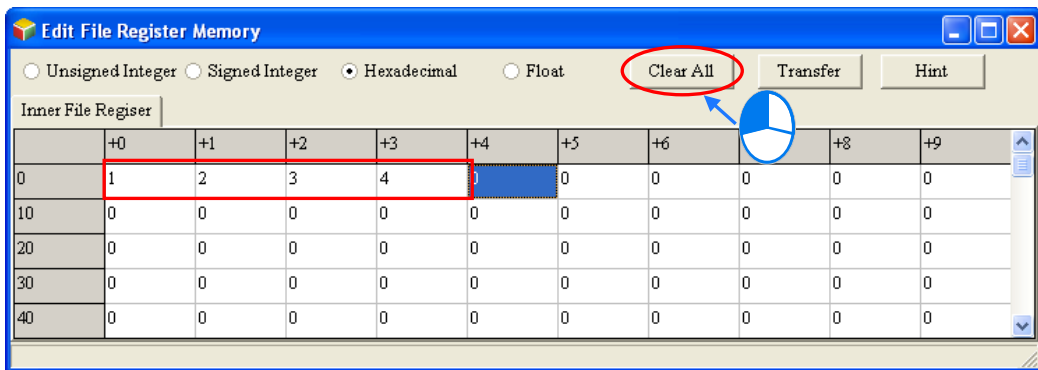 Edit File Register Memory
Unsigned Integer Signed Integer Hexadecimal Float Clear All Transfer Hint
Inner File Regiser
+0 +1 +2 +3 +4 +5 +6 +8 +9
0 1 2 3 4 0 0 0 0 0 0
10 0 0 0 0 0 0 0 0 0 0
20 0 0 0 0 0 0 0 0 0 0
30 0 0 0 0 0 0 0 0 0 0
40 0 0 0 0 0 0 0 0 0 0